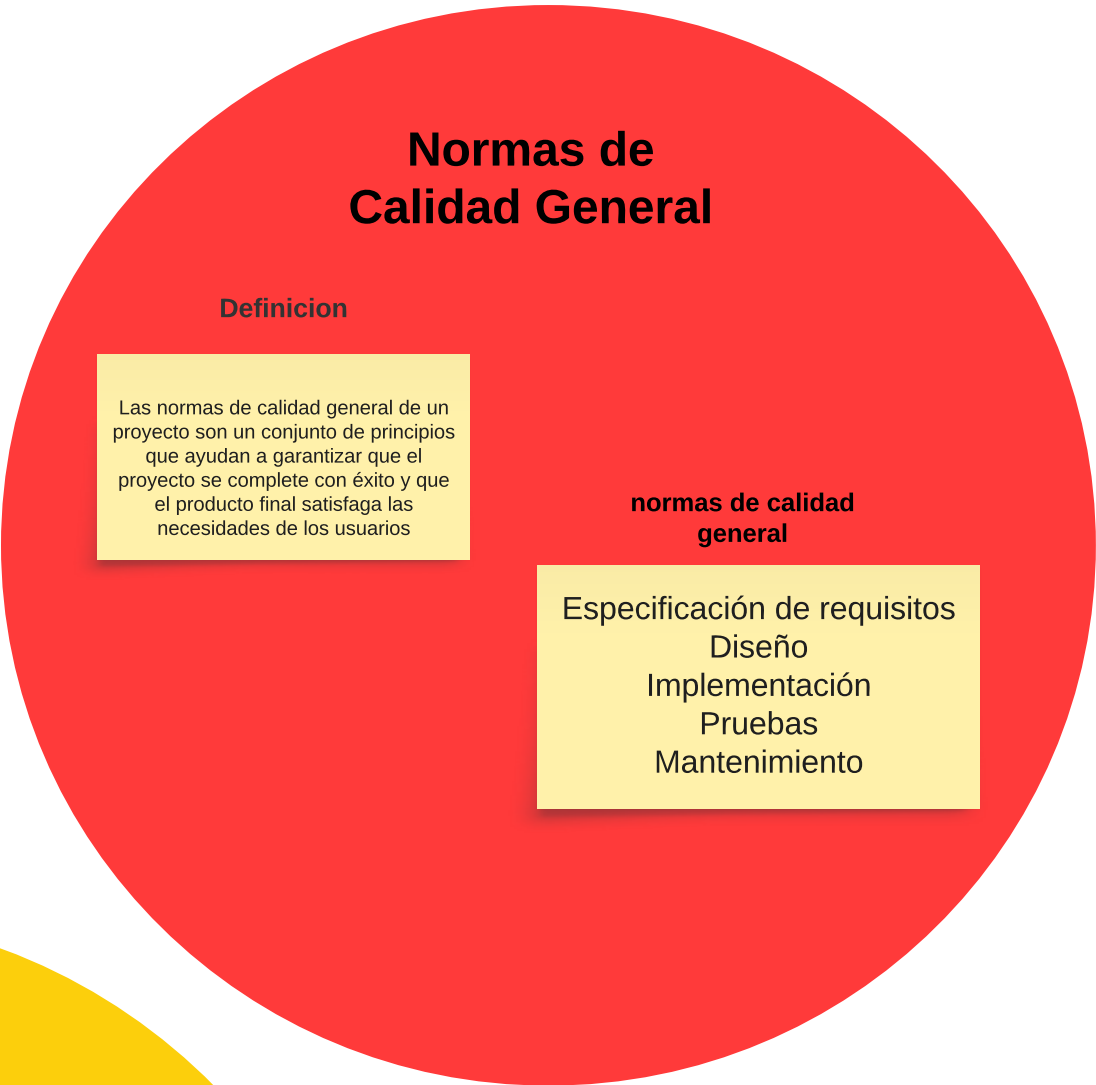 Normas de
Calidad General
Definicion
Las normas de calidad general de un
proyecto son un conjunto de principios
que ayudan a garantizar que el
proyecto se complete con éxito y que
el producto final satisfaga las
necesidades de los usuarios
normas de calidad
general
Especificación de requisitos
Diseño
Implementación
Pruebas
Mantenimiento